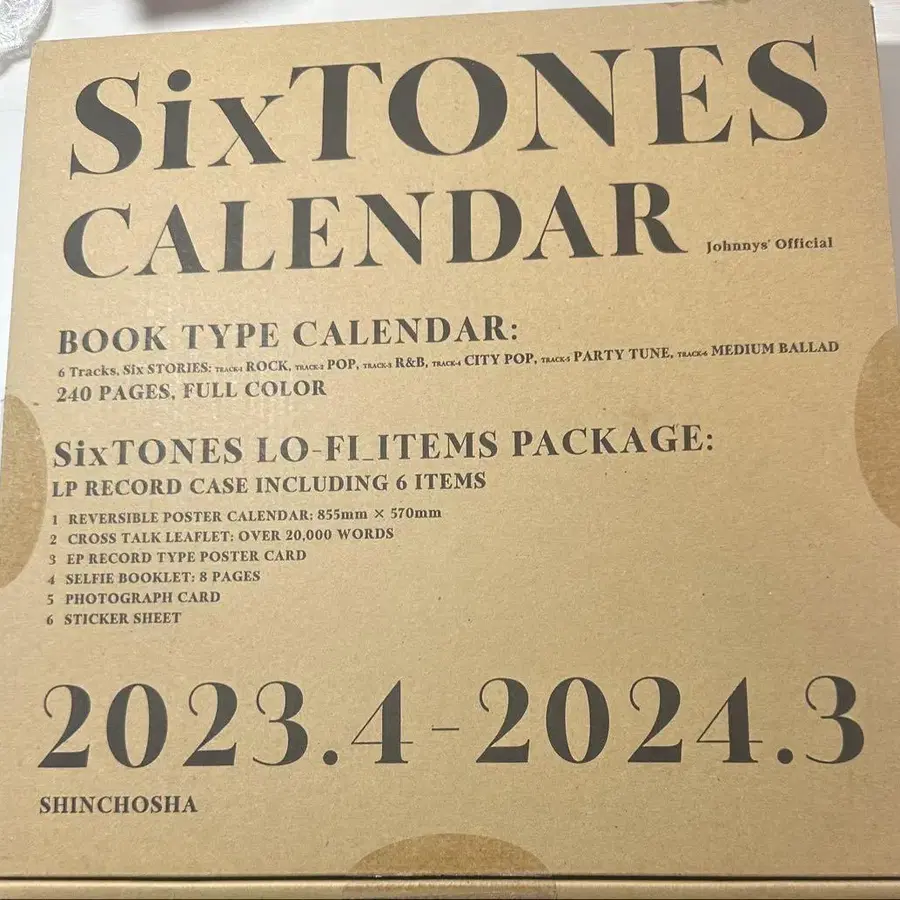 SixTONES
CALENDAR
Johnnys' Official
BOOK TYPE CALENDAR:
6 Tracks, Six STORIES: TRACK-1 ROCK, TRACK-2 POP, TRACK-3 R&B, TRACK-4 CITY POP, TRACK-5 PARTY TUNE, TRACK-6 MEDIUM BALLAD
240 PAGES, FULL COLOR
SixTONES LO-FI_ITEMS PACKAGE:
LP RECORD CASE INCLUDING 6 ITEMS
1 REVERSIBLE POSTER CALENDAR: 855mm × 570mm
2 CROSS TALK LEAFLET: OVER 20,000 WORDS
3 EP RECORD TYPE POSTER CARD
4 SELFIE BOOKLET: 8 PAGES
5 PHOTOGRAPH CARD
6 STICKER SHEET
2023.4-2024.3
SHINCHOSHA